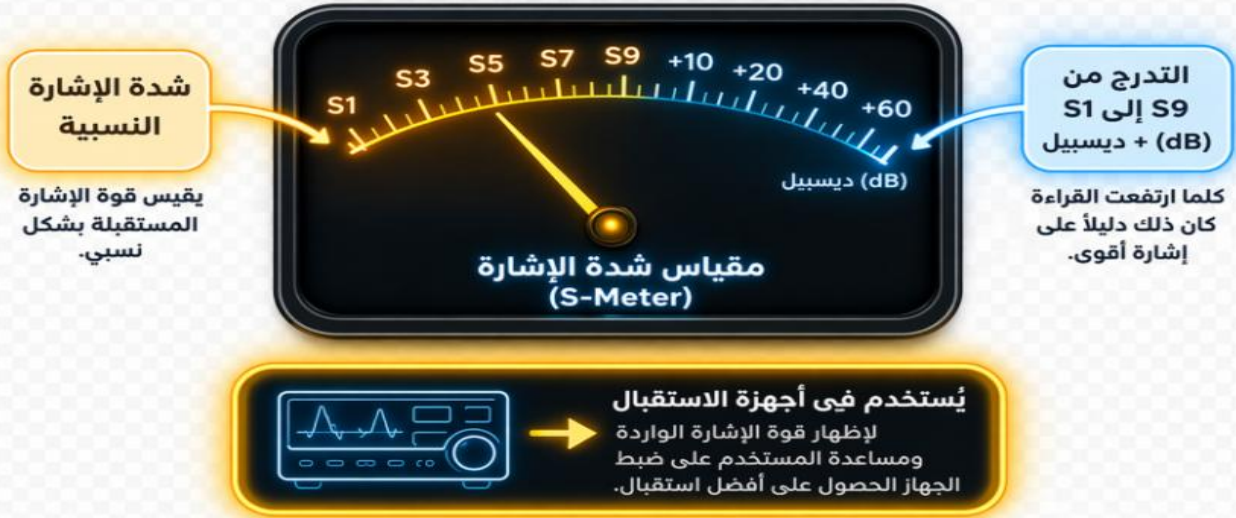 شدة الإشارة
النسبية
يقيس قوة الإشارة
المستقبلة بشكل
نسبي.
S1 S3 S5 S7 S9 +10 +20 +40 +60
ديسبيل (dB)
مقياس شدة الإشارة
(S-Meter)
التدرج من
S1 إلى S9
+ ديسبيل (dB)
كلما ارتفعت القراءة
كان ذلك دليلاً على
إشارة أقوى.
يُستخدم في أجهزة الاستقبال
لإظهار قوة الإشارة الواردة
ومساعدة المستخدم على ضبط
الجهاز الحصول على أفضل استقبال.